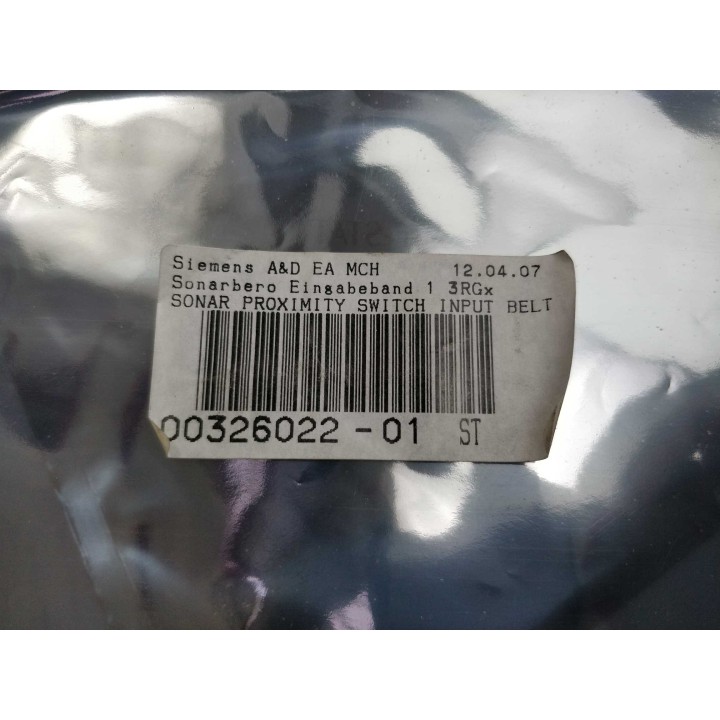 Siemens A&D EA MCH 12.04.07
Sonarbero Eingabeband 1 3RGx
SONAR PROXIMITY SWITCH INPUT BELT
00326022-01 ST